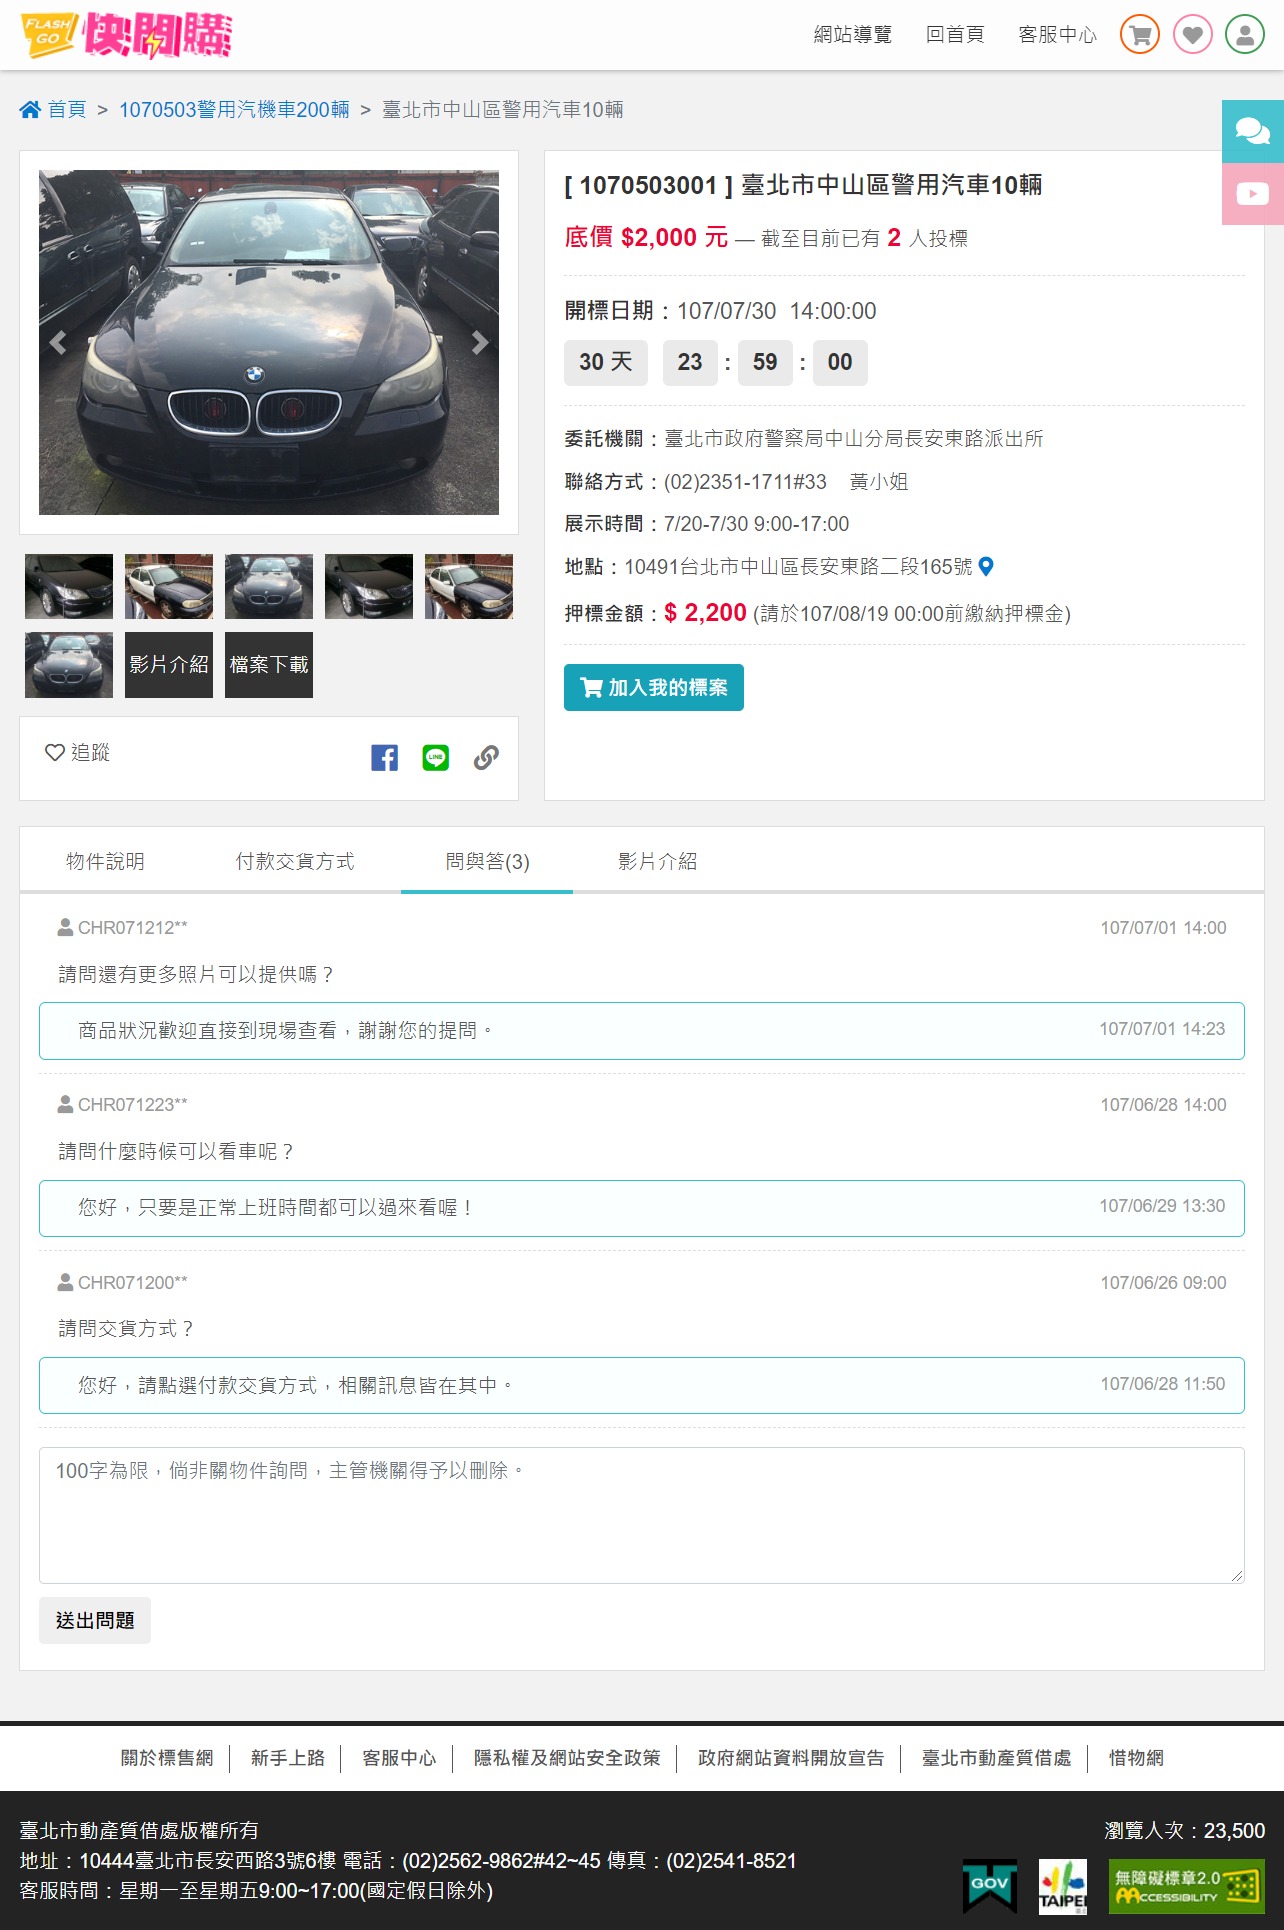 FLASH GO 快閃購
網站導覽 回首頁 客服中心
首頁 > 1070503警用汽機車200輛 > 臺北市中山區警用汽車10輛
[ 1070503001 ] 臺北市中山區警用汽車10輛
底價 $2,000 元 — 截至目前已有 2 人投標
開標日期：107/07/30 14:00:00
30 天 23 : 59 : 00
委託機關：臺北市政府警察局中山分局長安東路派出所
聯絡方式：(02)2351-1711#33 黃小姐
展示時間：7/20-7/30 9:00-17:00
地點：10491台北市中山區長安東路二段165號
押標金額：$ 2,200 (請於107/08/19 00:00前繳納押標金)
加入我的標案
影片介紹 檔案下載
追蹤
LINE
物件說明 付款交貨方式 問與答(3) 影片介紹
CHR071212** 107/07/01 14:00
請問還有更多照片可以提供嗎？
商品狀況歡迎直接到現場查看，謝謝您的提問。 107/07/01 14:23
CHR071223** 107/06/28 14:00
請問什麼時候可以看車呢？
您好，只要是正常上班時間都可以過來看喔！ 107/06/29 13:30
CHR071200** 107/06/26 09:00
請問交貨方式？
您好，請點選付款交貨方式，相關訊息皆在其中。 107/06/28 11:50
100字為限，倘非關物件詢問，主管機關得予以刪除。
送出問題
關於標售網 新手上路 客服中心 隱私權及網站安全政策 政府網站資料開放宣告 臺北市動產質借處 惜物網
臺北市動產質借處版權所有
瀏覽人次：23,500
地址：10444臺北市長安西路3號6樓 電話：(02)2562-9862#42~45 傳真：(02)2541-8521
客服時間：星期一至星期五9:00~17:00(國定假日除外)
GOV
TAIPEI
無障礙標章2.0
ACCESSIBILITY